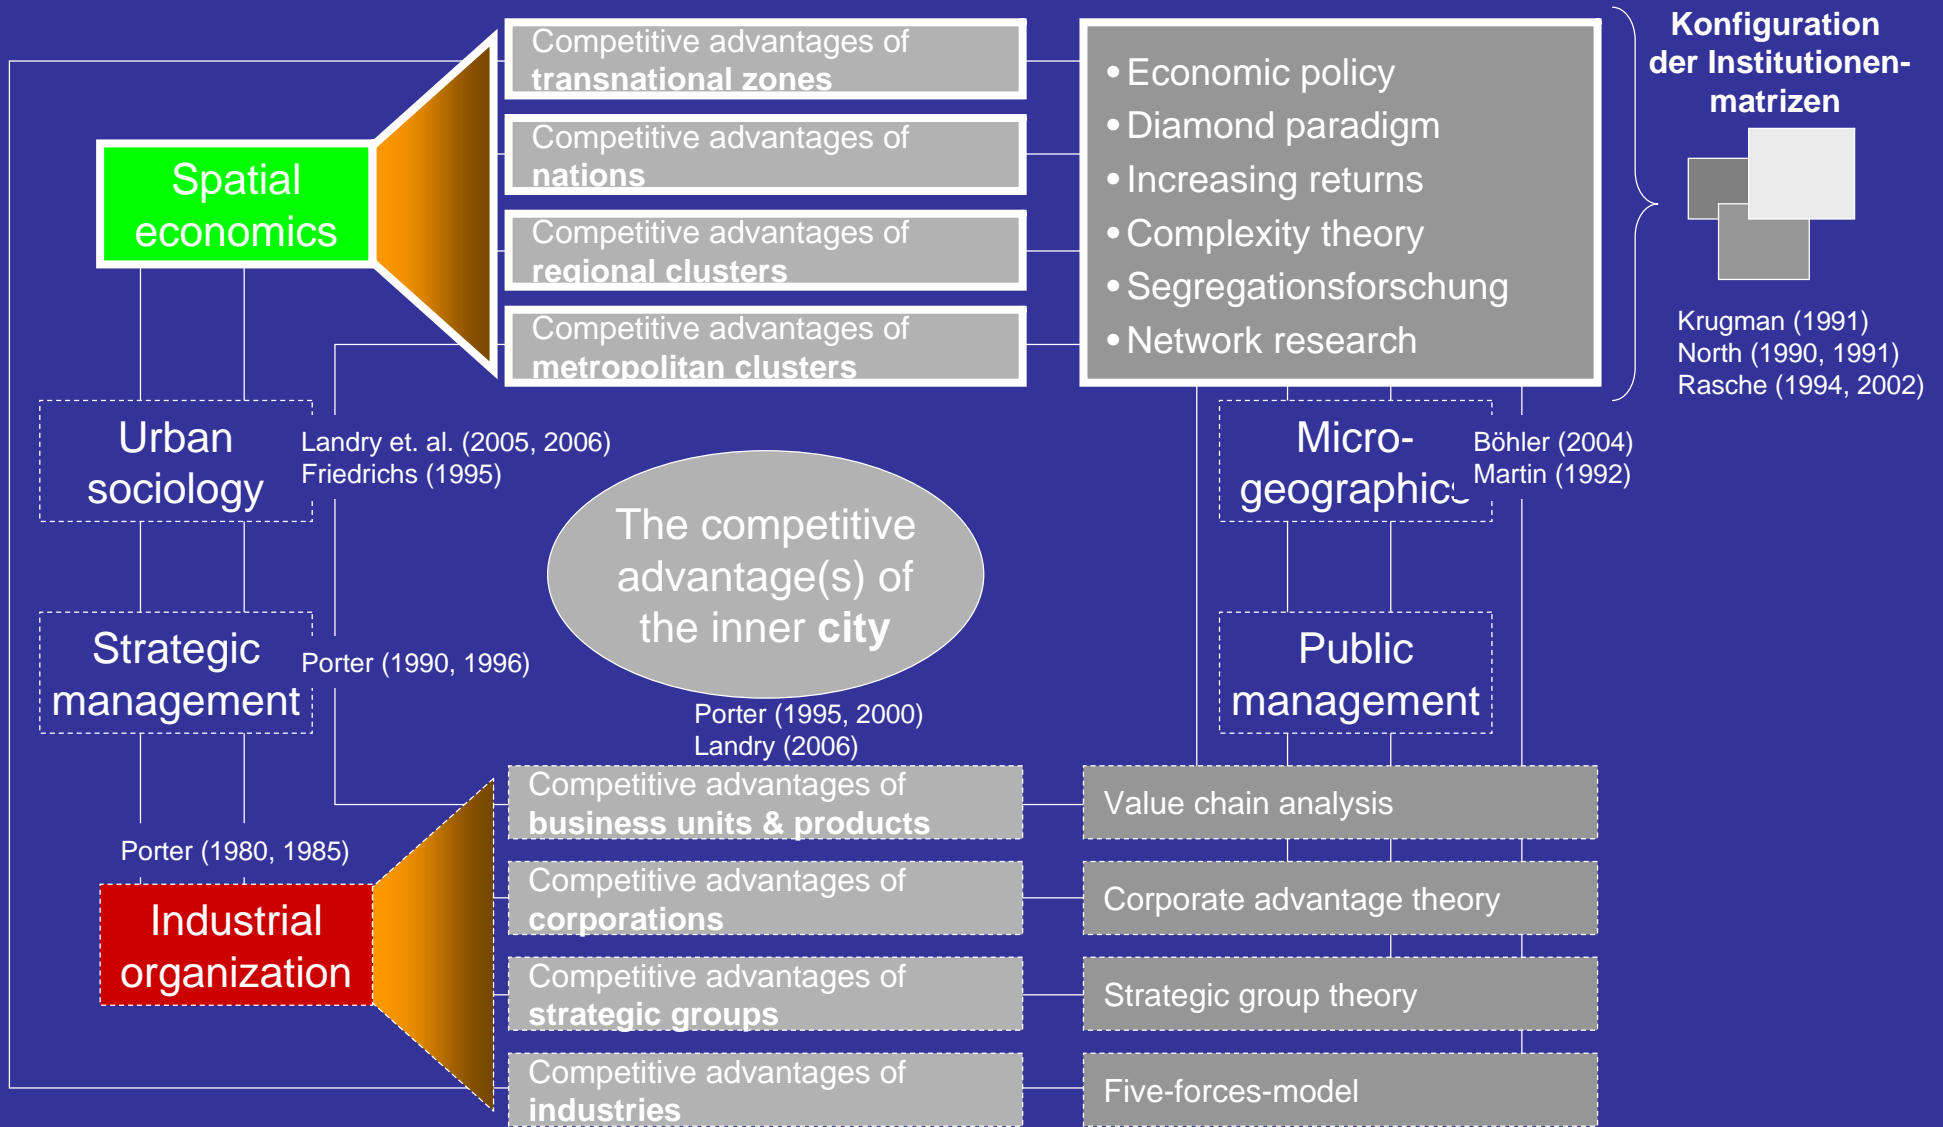 Competitive advantages of
transnational zones
Competitive advantages of
nations
Competitive advantages of
regional clusters
Competitive advantages of
metropolitan clusters
Spatial
economics
• Economic policy
• Diamond paradigm
• Increasing returns
• Complexity theory
• Segregationsforschung
• Network research
Konfiguration
der Institutionen-
matrizen
Krugman (1991)
North (1990, 1991)
Rasche (1994, 2002)
Urban
sociology
Landry et. al. (2005, 2006)
Friedrichs (1995)
Micro-
geographics
Böhler (2004)
Martin (1992)
The competitive
advantage(s) of
the inner city
Porter (1995, 2000)
Landry (2006)
Strategic
management
Porter (1990, 1996)
Public
management
Porter (1980, 1985)
Industrial
organization
Competitive advantages of
business units & products
Value chain analysis
Competitive advantages of
corporations
Corporate advantage theory
Competitive advantages of
strategic groups
Strategic group theory
Competitive advantages of
industries
Five-forces-model